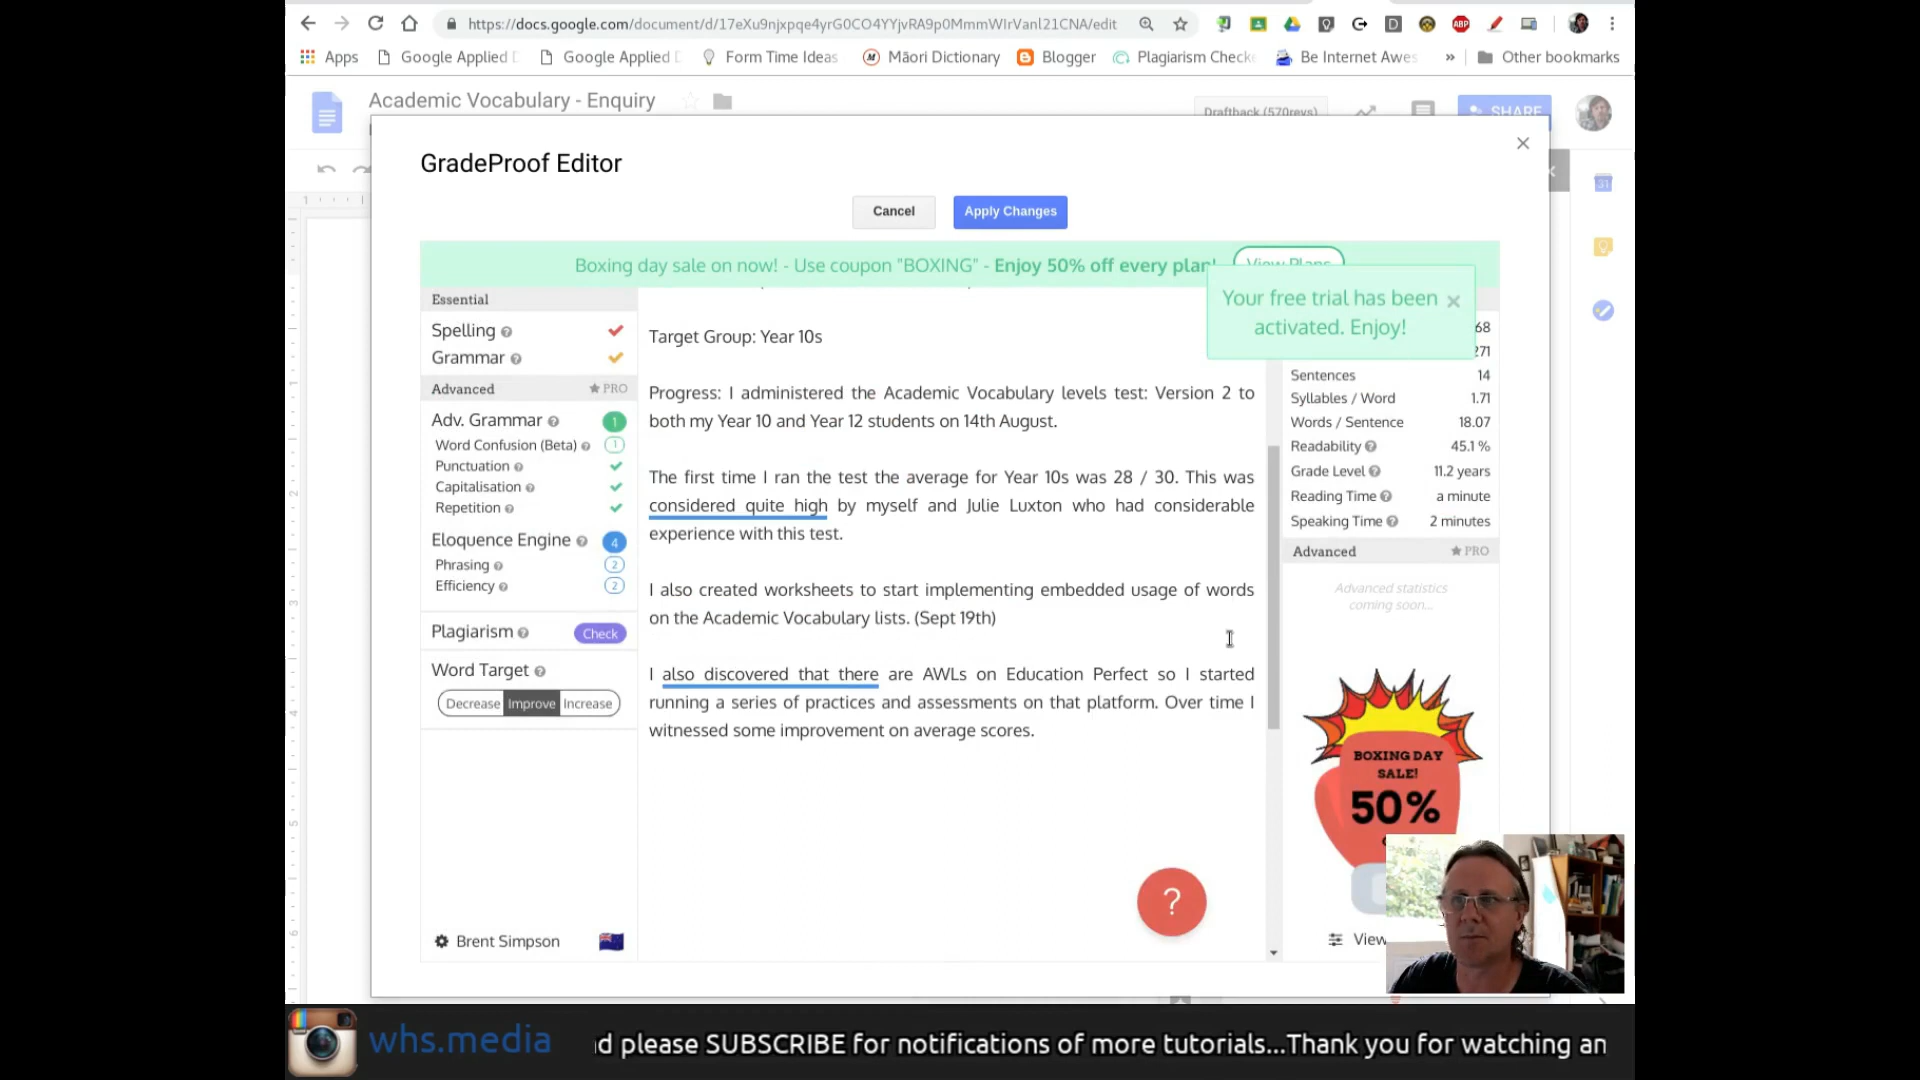 https://docs.google.com/document/d/17eXu9njxpqe4yrG0CO4YYjvRA9p0MmmWIrVanl21CNA/edit
Apps
Google Applied D
Google Applied D
Form Time Ideas
Māori Dictionary
Blogger
Plagiarism Checke
Be Internet Awes
»
Other bookmarks
Academic Vocabulary - Enquiry
Draftback (570revs)
SHARE
GradeProof Editor
Cancel
Apply Changes
Boxing day sale on now! - Use coupon "BOXING" - Enjoy 50% off every plan!
View Plans
Your free trial has been
activated. Enjoy!
Essential
Spelling
Grammar
Advanced PRO
Adv. Grammar 1
Word Confusion (Beta) 1
Punctuation
Capitalisation
Repetition
Eloquence Engine 4
Phrasing 2
Efficiency 2
Plagiarism Check
Word Target
Decrease Improve Increase
Brent Simpson
Target Group: Year 10s
Progress: I administered the Academic Vocabulary levels test: Version 2 to
both my Year 10 and Year 12 students on 14th August.
The first time I ran the test the average for Year 10s was 28 / 30. This was
considered quite high by myself and Julie Luxton who had considerable
experience with this test.
I also created worksheets to start implementing embedded usage of words
on the Academic Vocabulary lists. (Sept 19th)
I also discovered that there are AWLs on Education Perfect so I started
running a series of practices and assessments on that platform. Over time I
witnessed some improvement on average scores.
?
68
271
Sentences 14
Syllables / Word 1.71
Words / Sentence 18.07
Readability 45.1 %
Grade Level 11.2 years
Reading Time a minute
Speaking Time 2 minutes
Advanced PRO
Advanced statistics
coming soon...
BOXING DAY
SALE!
50%
View
31
whs.media
d please SUBSCRIBE for notifications of more tutorials...Thank you for watching an